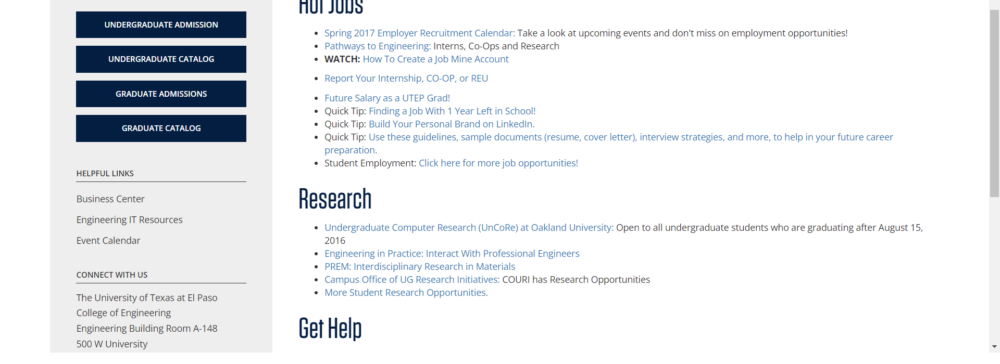 UNDERGRADUATE ADMISSION
UNDERGRADUATE CATALOG
GRADUATE ADMISSIONS
GRADUATE CATALOG
HELPFUL LINKS
Business Center
Engineering IT Resources
Event Calendar
CONNECT WITH US
The University of Texas at El Paso
College of Engineering
Engineering Building Room A-148
500 W University
Hot Jobs
Spring 2017 Employer Recruitment Calendar: Take a look at upcoming events and don't miss on employment opportunities!
Pathways to Engineering: Interns, Co-Ops and Research
WATCH: How To Create a Job Mine Account
Report Your Internship, CO-OP, or REU
Future Salary as a UTEP Grad!
Quick Tip: Finding a Job With 1 Year Left in School!
Quick Tip: Build Your Personal Brand on LinkedIn.
Quick Tip: Use these guidelines, sample documents (resume, cover letter), interview strategies, and more, to help in your future career
preparation.
Student Employment: Click here for more job opportunities!
Research
Undergraduate Computer Research (UnCoRe) at Oakland University: Open to all undergraduate students who are graduating after August 15,
2016
Engineering in Practice: Interact With Professional Engineers
PREM: Interdisciplinary Research in Materials
Campus Office of UG Research Initiatives: COURI has Research Opportunities
More Student Research Opportunities.
Get Help